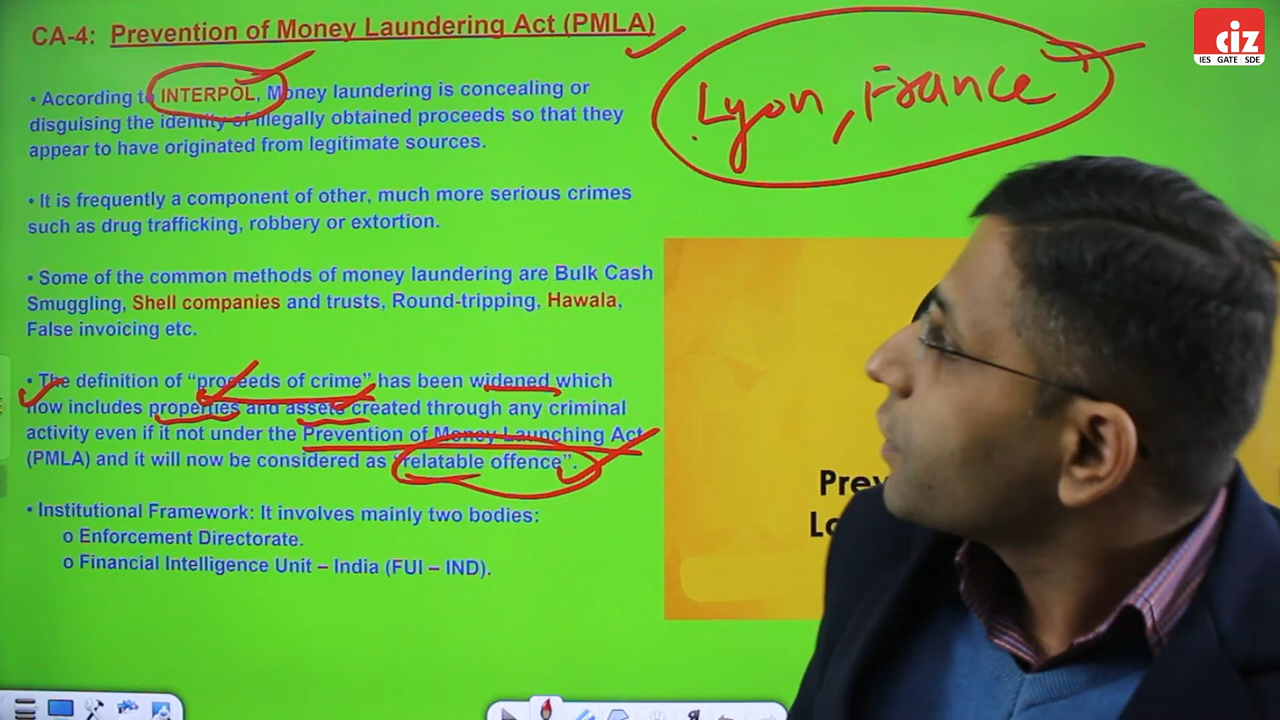 CA-4: Prevention of Money Laundering Act (PMLA)
Lyon, France
ciz
IES GATE SDE
• According to INTERPOL, Money laundering is concealing or
disguising the identity of illegally obtained proceeds so that they
appear to have originated from legitimate sources.
• It is frequently a component of other, much more serious crimes
such as drug trafficking, robbery or extortion.
• Some of the common methods of money laundering are Bulk Cash
Smuggling, Shell companies and trusts, Round-tripping, Hawala,
False invoicing etc.
• The definition of “proceeds of crime” has been widened which
now includes properties and assets created through any criminal
activity even if it not under the Prevention of Money Launching Act
(PMLA) and it will now be considered as “relatable offence”.
• Institutional Framework: It involves mainly two bodies:
o Enforcement Directorate.
o Financial Intelligence Unit – India (FUI – IND).